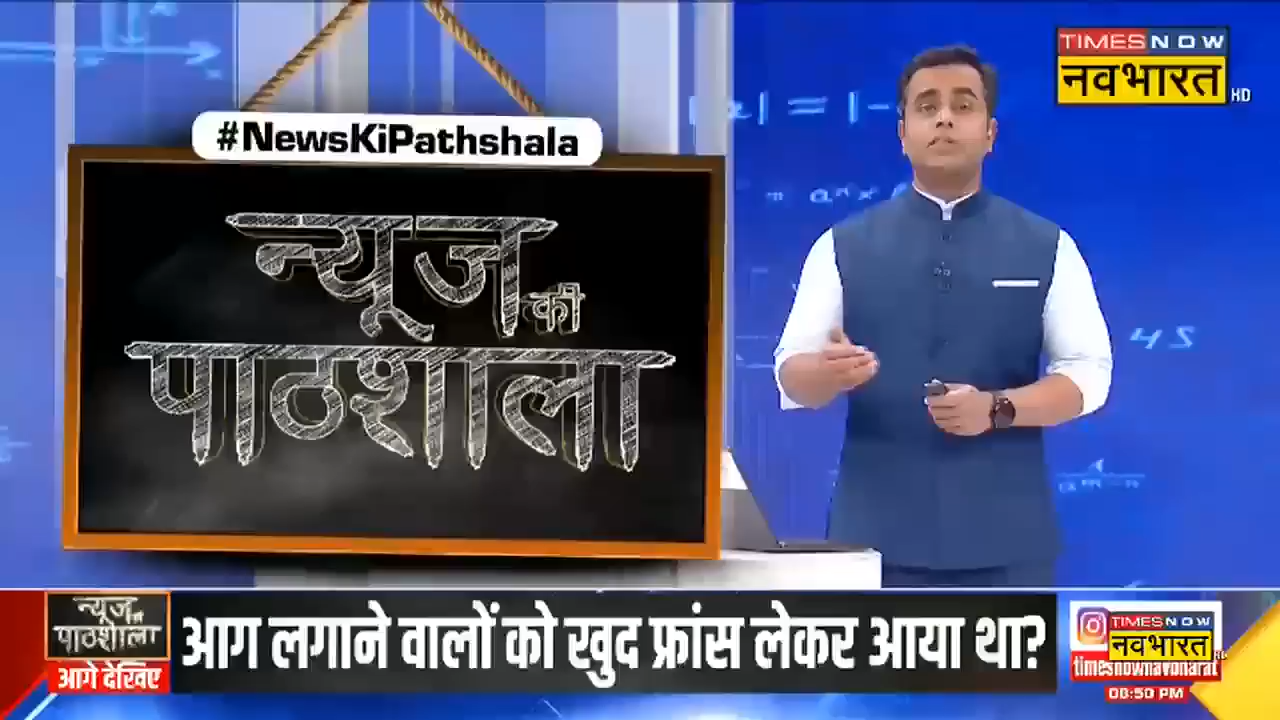 TIMES NOW
नवभारत
HD
#NewsKiPathshala
न्यूज की
पाठशाला
45
न्यूज की
पाठशाला
आगे देखिए
आग लगाने वालों को खुद फ्रांस लेकर आया था?
TIMES NOW
नवभारत
timesnownavbharat
08:50 PM